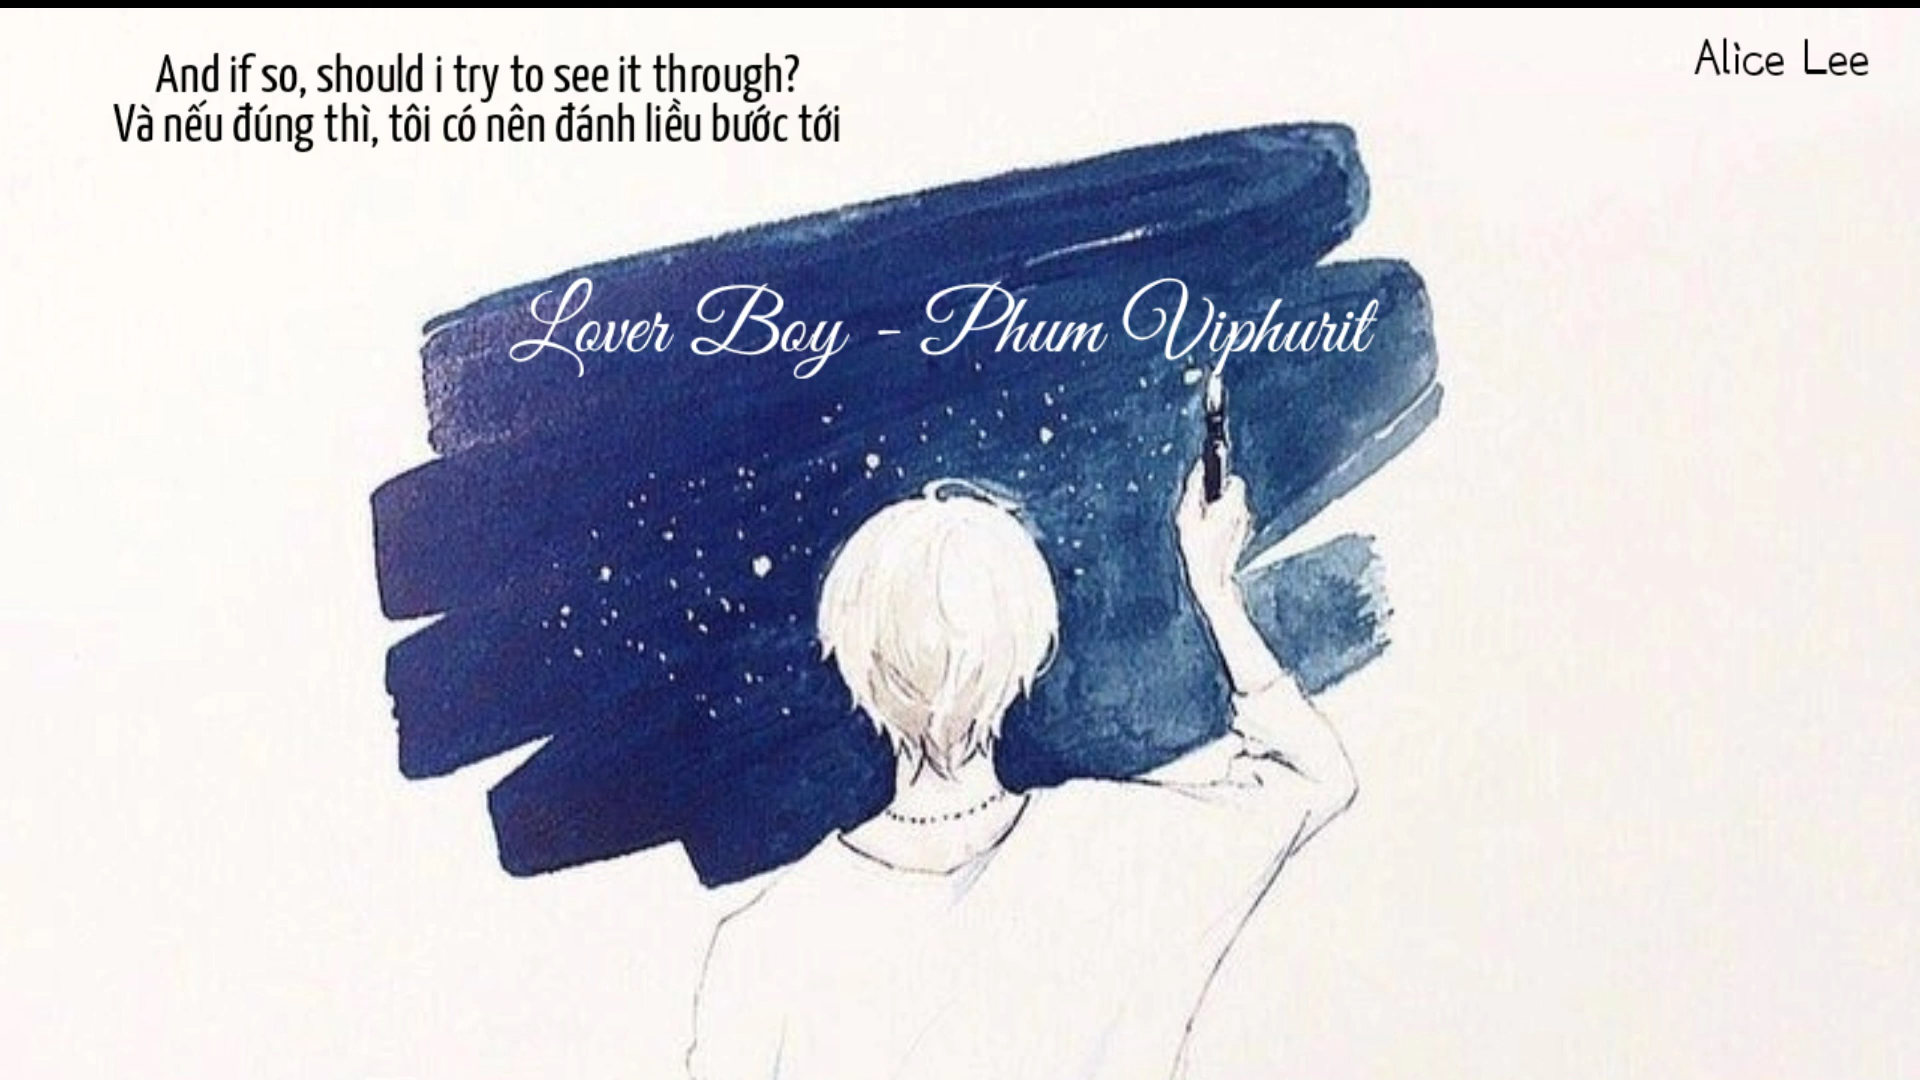 And if so, should i try to see it through?
Và nếu đúng thì, tôi có nên đánh liều bước tới
Alice Lee
Lover Boy - Phum Viphurit